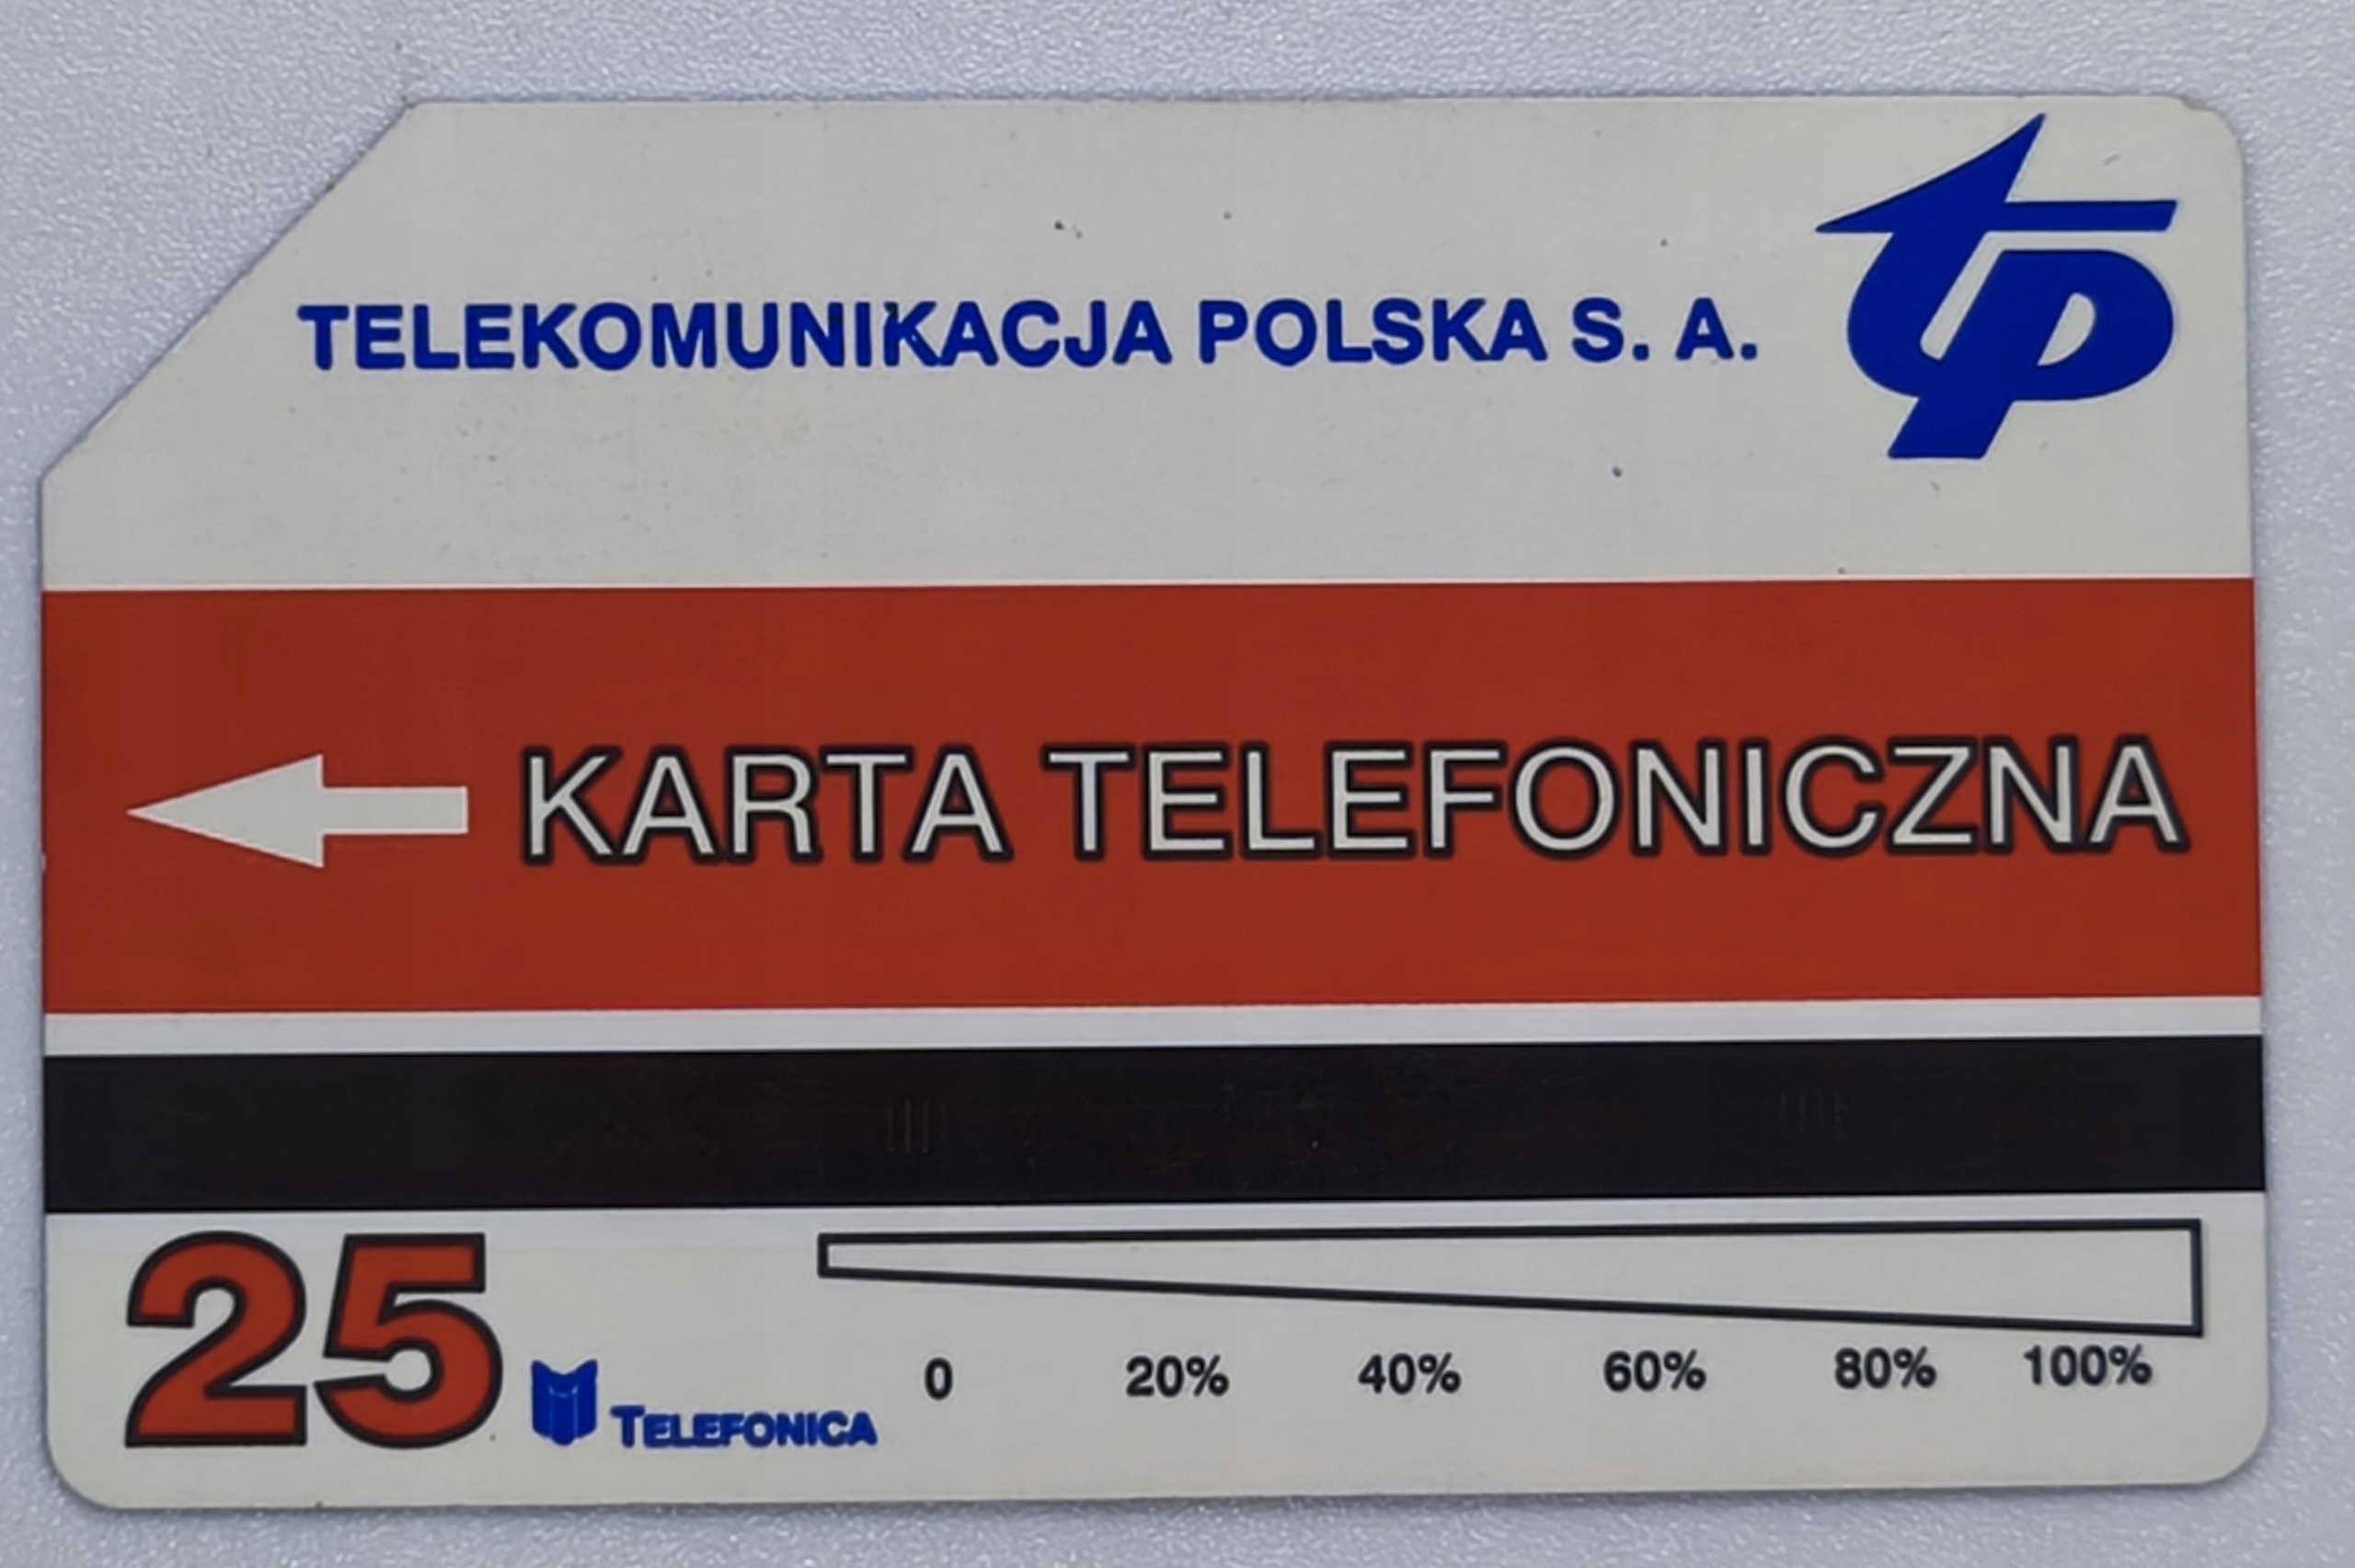 TELEKOMUNIKACJA POLSKA S. A.
tp
KARTA TELEFONICZNA
25
TELEFONICA
0 20% 40% 60% 80% 100%